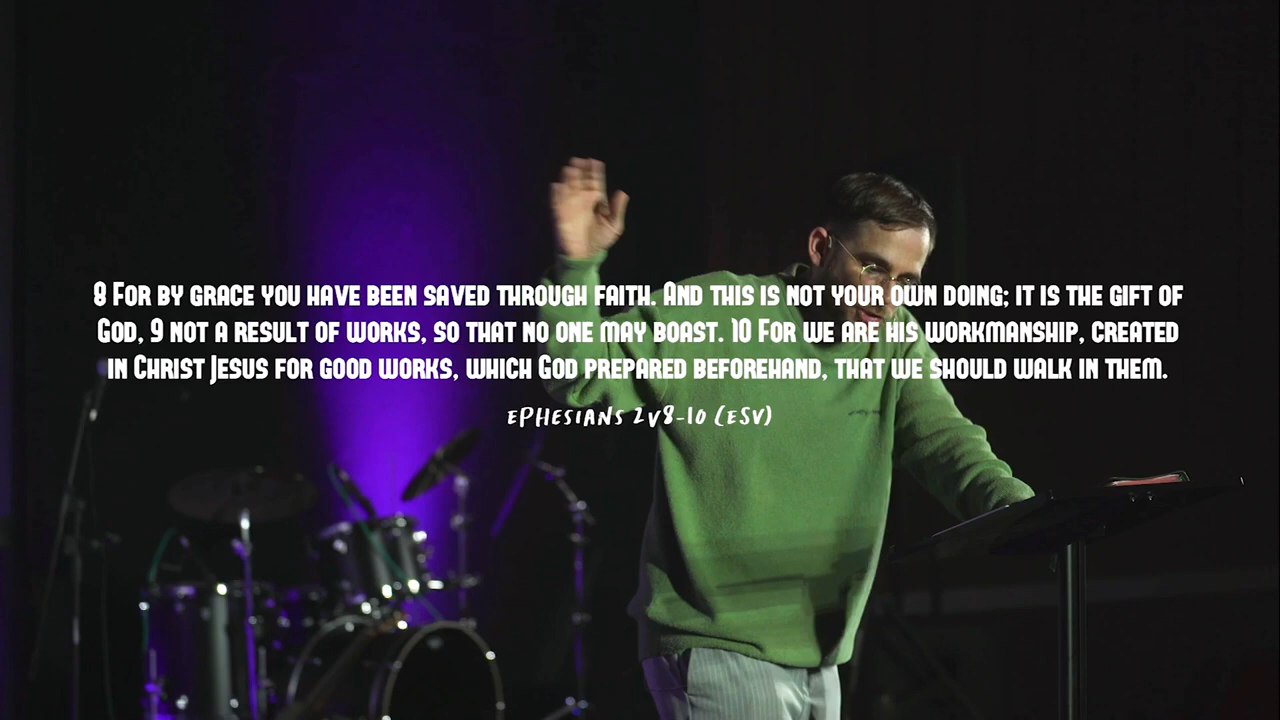 8 For by grace you have been saved through faith. And this is not your own doing; it is the gift of
God, 9 not a result of works, so that no one may boast. 10 For we are his workmanship, created
in Christ Jesus for good works, which God prepared beforehand, that we should walk in them.
EPHESIANS 2v8-10 (ESV)